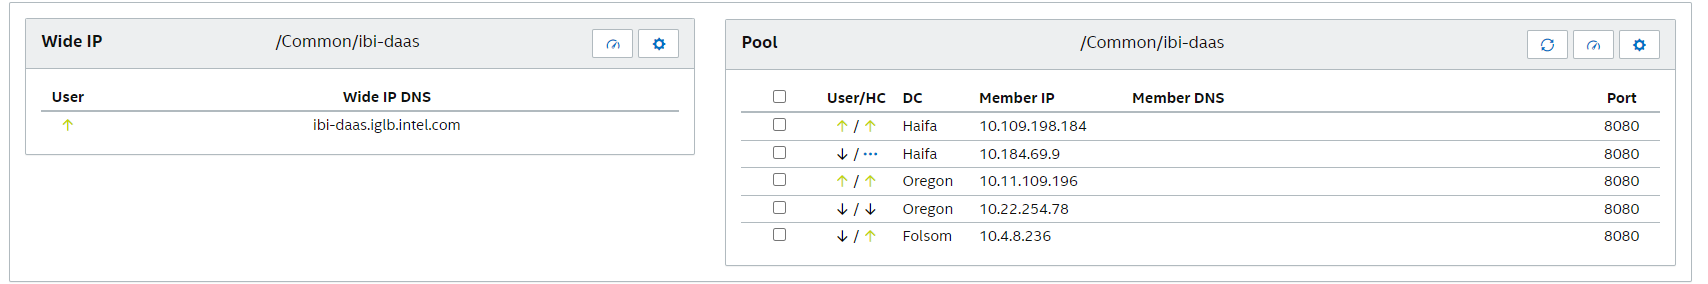 Wide IP /Common/ibi-daas
User Wide IP DNS
ibi-daas.iglb.intel.com
Pool /Common/ibi-daas
User/HC DC Member IP Member DNS Port
↑ / ↑ Haifa 10.109.198.184 8080
↓ / ··· Haifa 10.184.69.9 8080
↑ / ↑ Oregon 10.11.109.196 8080
↓ / ↓ Oregon 10.22.254.78 8080
↓ / ↑ Folsom 10.4.8.236 8080